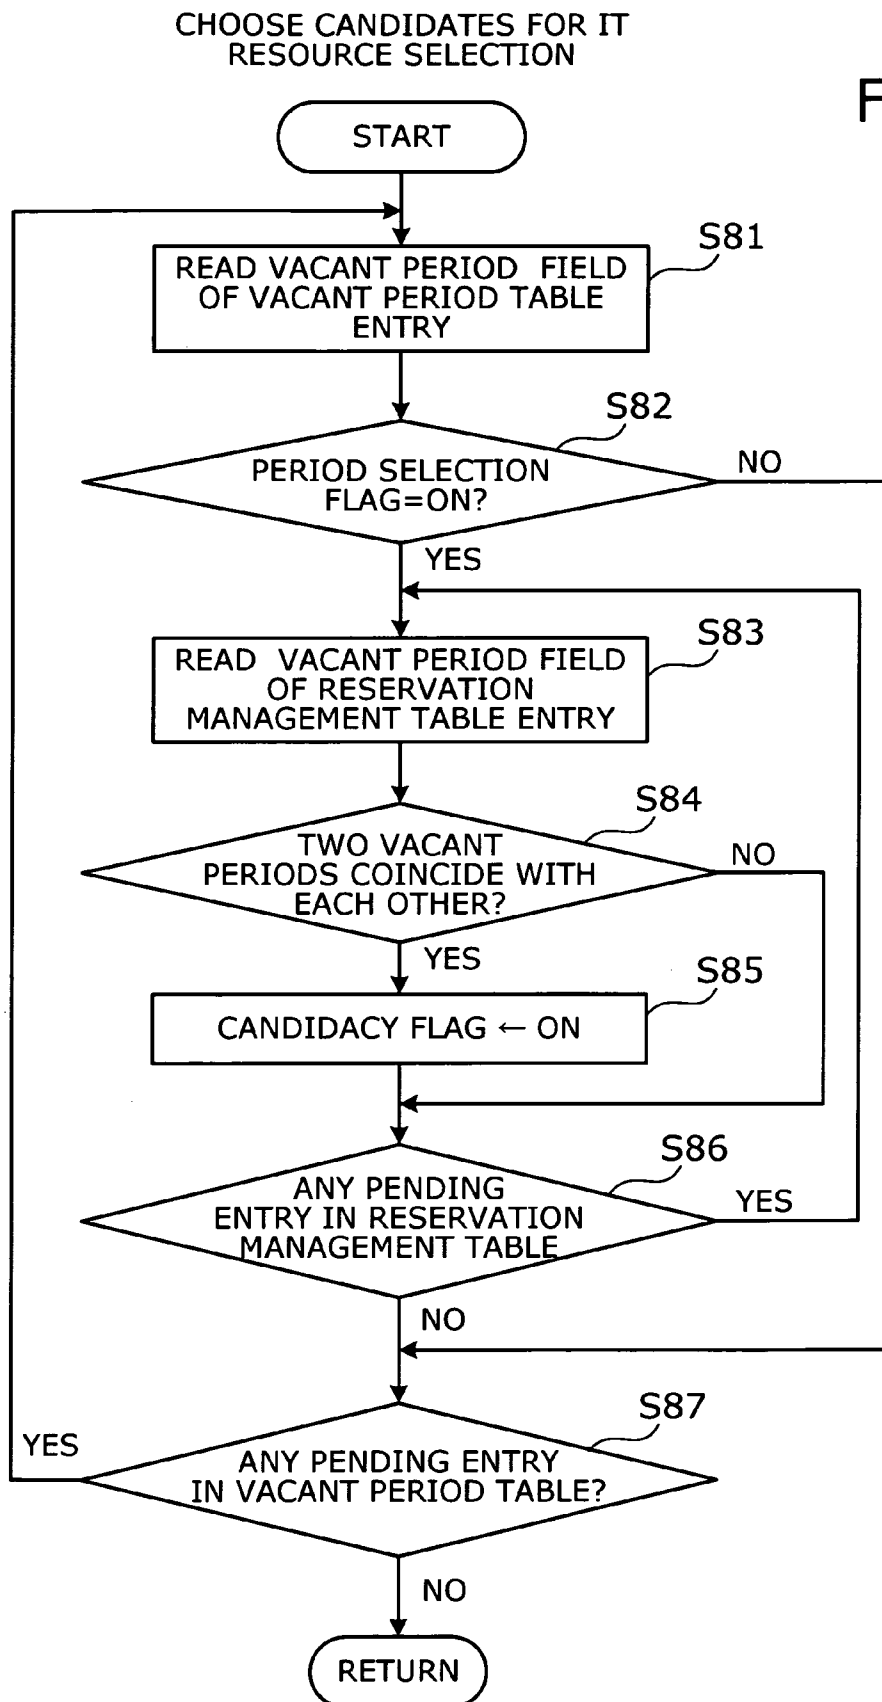 CHOOSE CANDIDATES FOR IT
RESOURCE SELECTION
F
START
S81
READ VACANT PERIOD FIELD
OF VACANT PERIOD TABLE
ENTRY
S82
PERIOD SELECTION
FLAG=ON?
NO
YES
S83
READ VACANT PERIOD FIELD
OF RESERVATION
MANAGEMENT TABLE ENTRY
S84
TWO VACANT
PERIODS COINCIDE WITH
EACH OTHER?
NO
YES
S85
CANDIDACY FLAG ← ON
S86
ANY PENDING
ENTRY IN RESERVATION
MANAGEMENT TABLE
YES
NO
S87
YES
ANY PENDING ENTRY
IN VACANT PERIOD TABLE?
NO
RETURN